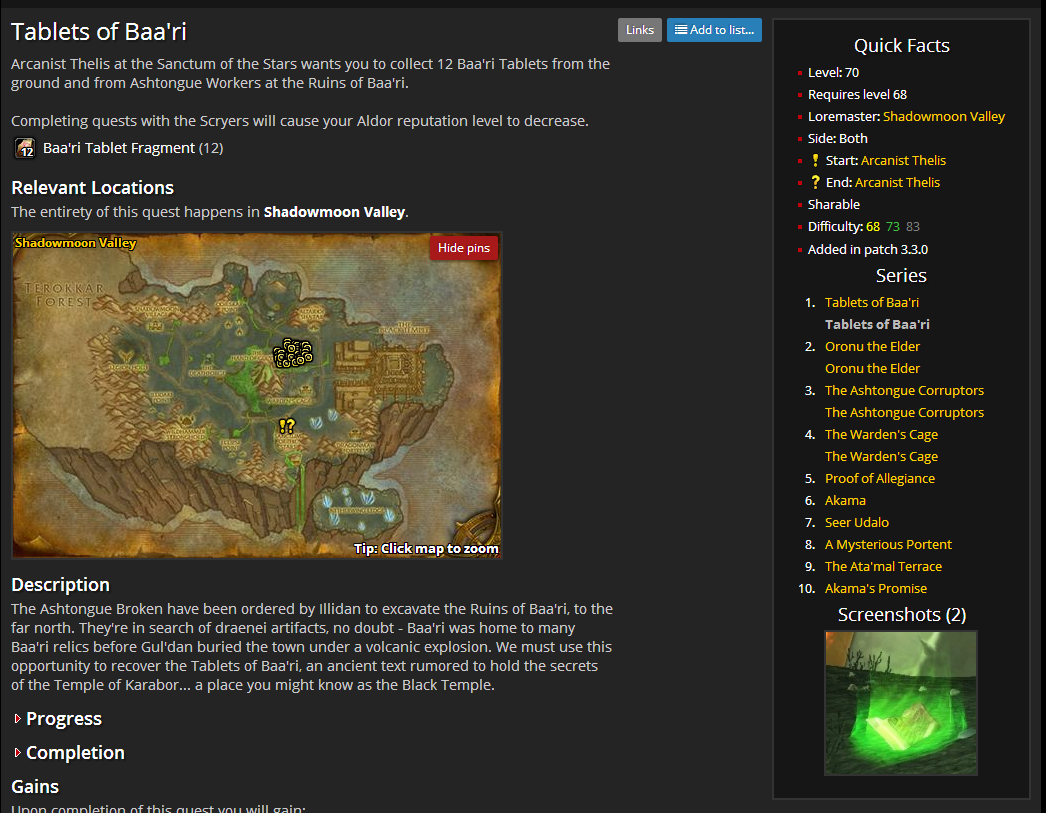 Tablets of Baa'ri
Links
Add to list...
Arcanist Thelis at the Sanctum of the Stars wants you to collect 12 Baa'ri Tablets from the
ground and from Ashtongue Workers at the Ruins of Baa'ri.
Completing quests with the Scryers will cause your Aldor reputation level to decrease.
12
Baa'ri Tablet Fragment (12)
Relevant Locations
The entirety of this quest happens in Shadowmoon Valley.
Shadowmoon Valley
Hide pins
TEROKKAR
FOREST
SHADOWMOON
VILLAGE
LEGION HOLD
THE
BLACK TEMPLE
! ?
Tip: Click map to zoom
Description
The Ashtongue Broken have been ordered by Illidan to excavate the Ruins of Baa'ri, to the
far north. They're in search of draenei artifacts, no doubt - Baa'ri was home to many
Baa'ri relics before Gul'dan buried the town under a volcanic explosion. We must use this
opportunity to recover the Tablets of Baa'ri, an ancient text rumored to hold the secrets
of the Temple of Karabor... a place you might know as the Black Temple.
Progress
Completion
Gains
Upon completion of this quest you will gain:
Quick Facts
Level: 70
Requires level 68
Loremaster: Shadowmoon Valley
Side: Both
! Start: Arcanist Thelis
? End: Arcanist Thelis
Sharable
Difficulty: 68 73 83
Added in patch 3.3.0
Series
1. Tablets of Baa'ri
Tablets of Baa'ri
2. Oronu the Elder
Oronu the Elder
3. The Ashtongue Corruptors
The Ashtongue Corruptors
4. The Warden's Cage
The Warden's Cage
5. Proof of Allegiance
6. Akama
7. Seer Udalo
8. A Mysterious Portent
9. The Ata'mal Terrace
10. Akama's Promise
Screenshots (2)